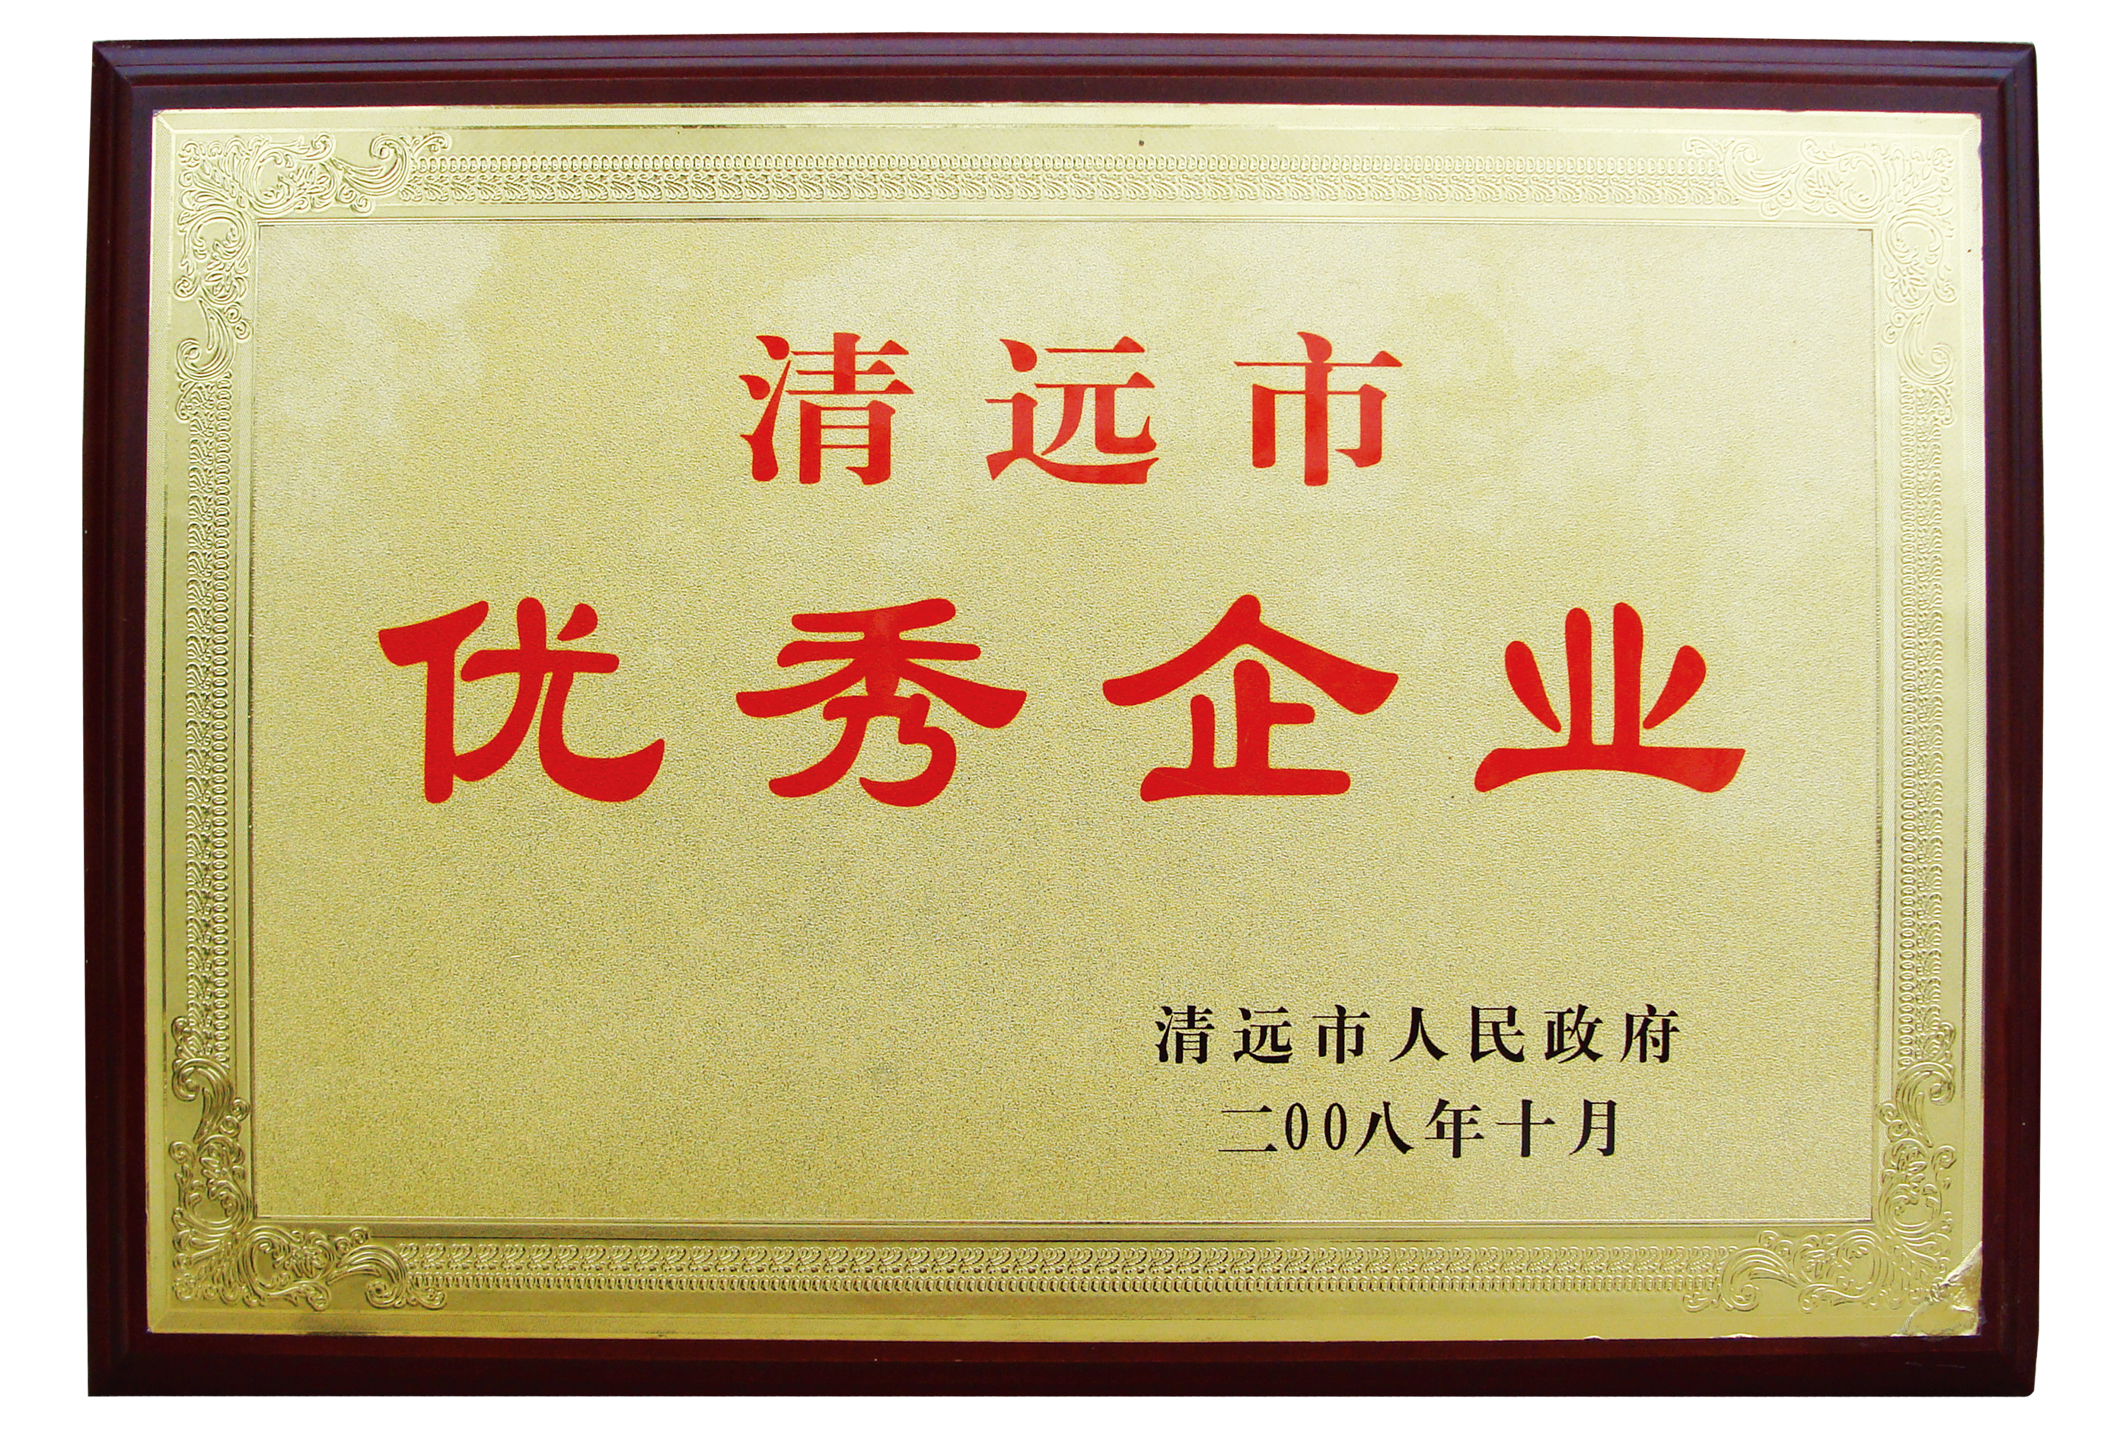 清远市
优秀企业
清远市人民政府
二00八年十月